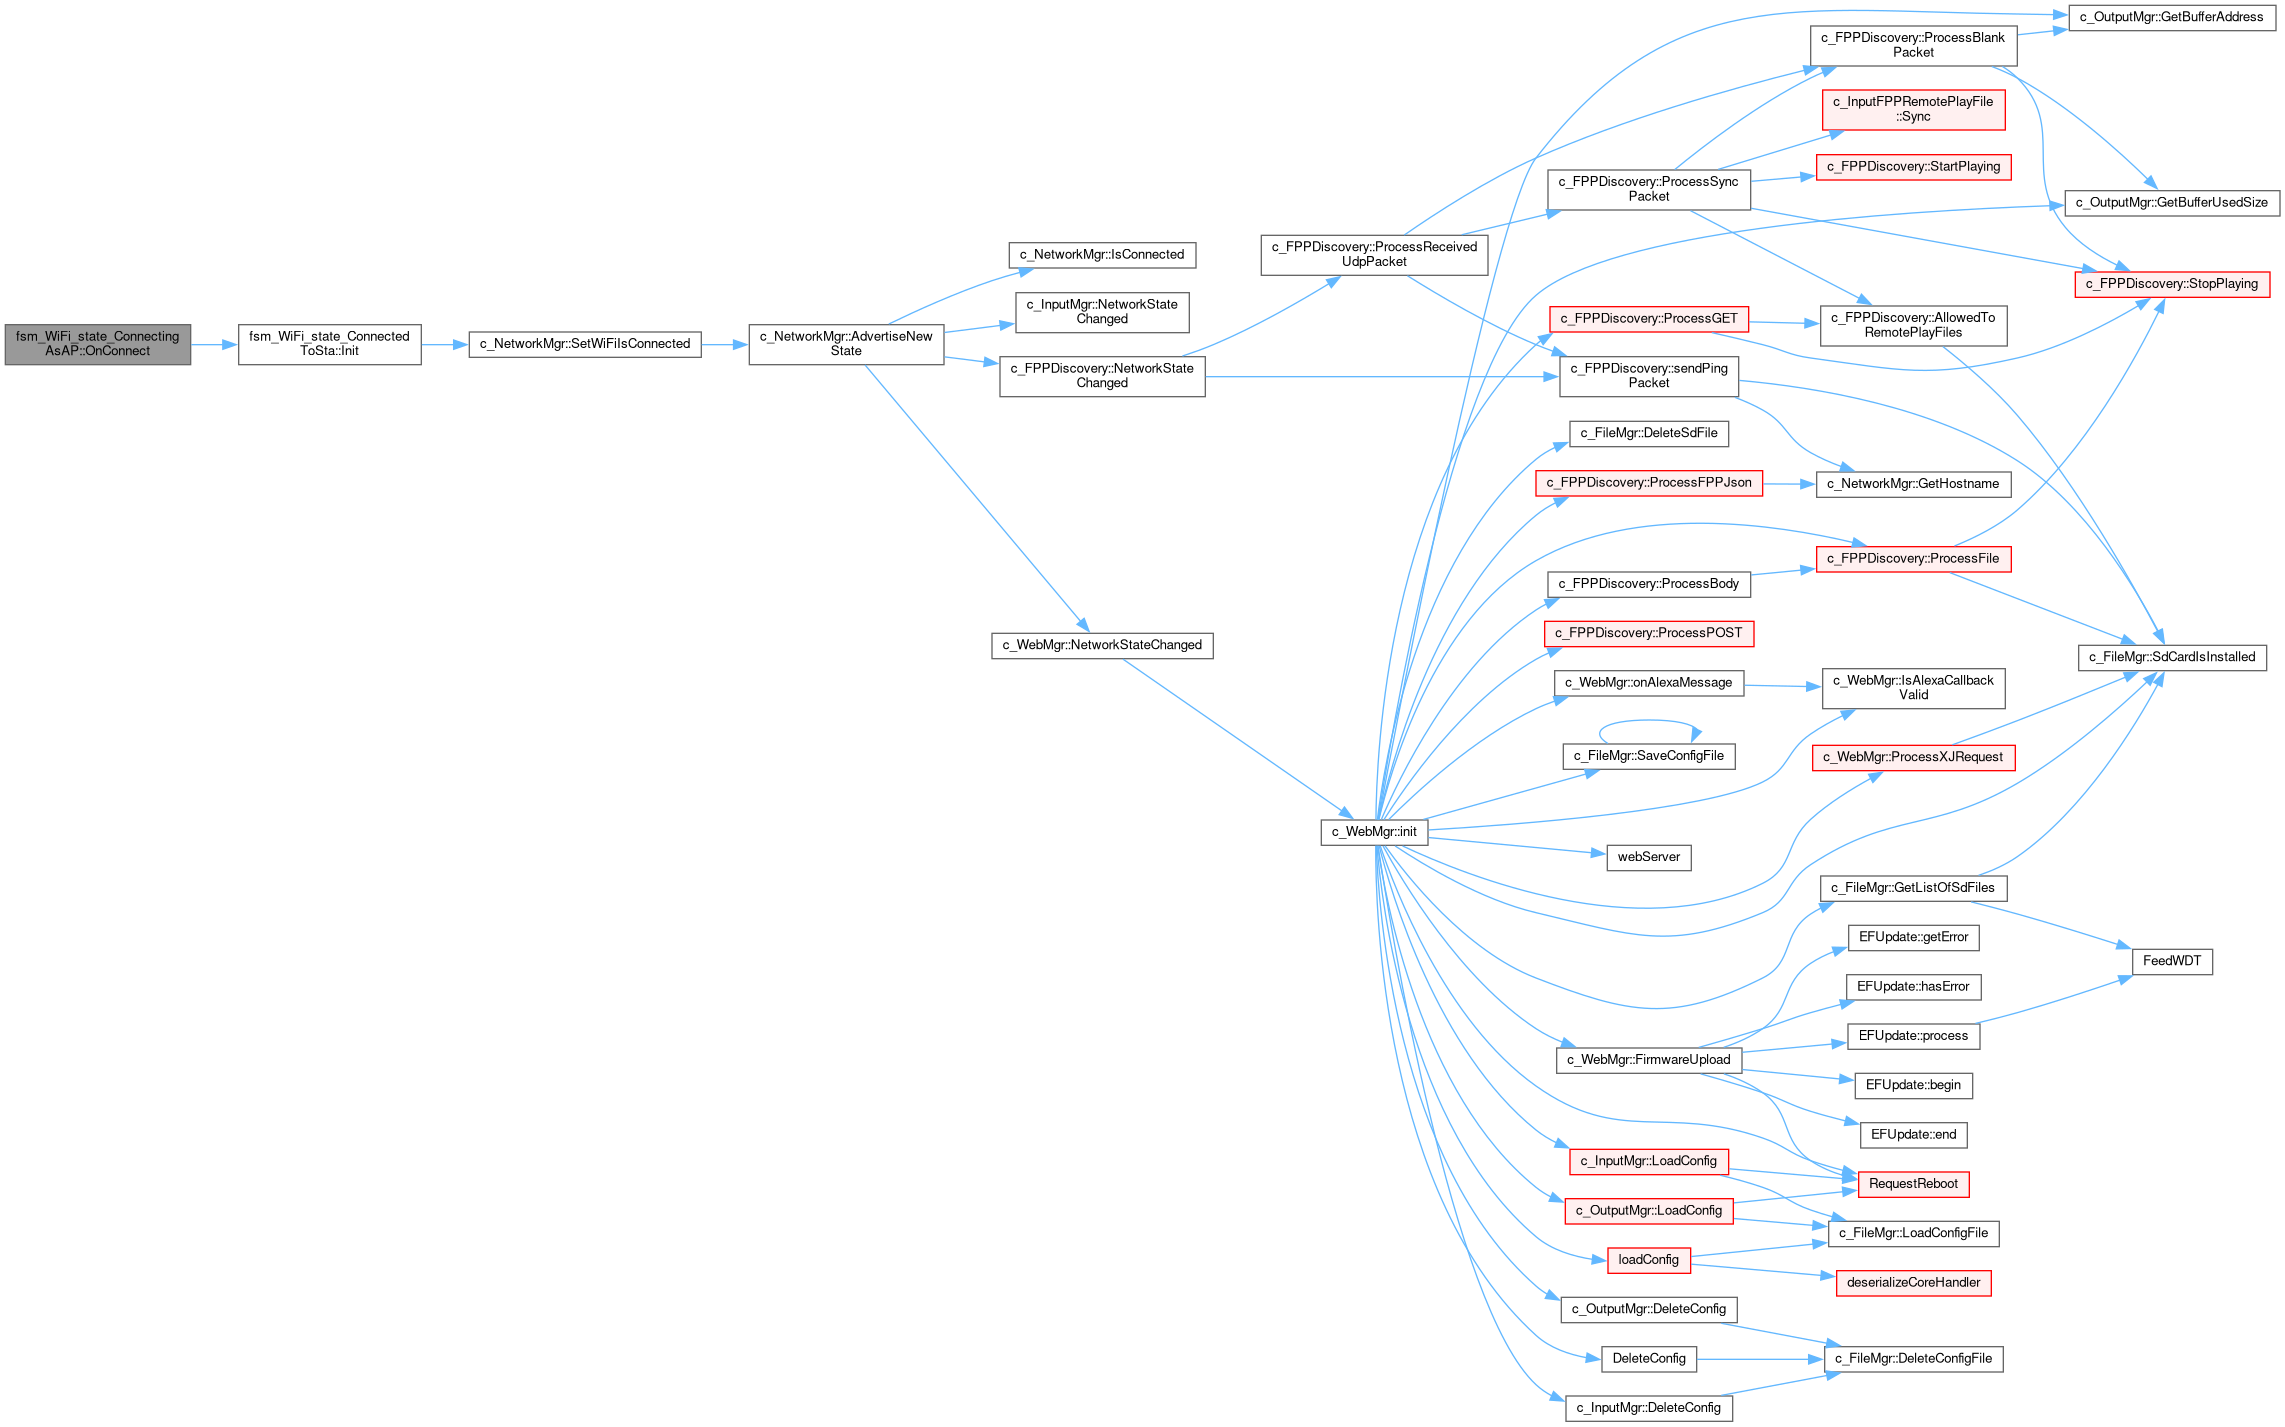 fsm_WiFi_state_Connecting
AsAP::OnConnect
fsm_WiFi_state_Connected
ToSta::Init
c_NetworkMgr::SetWiFiIsConnected
c_NetworkMgr::AdvertiseNew
State
c_NetworkMgr::IsConnected
c_InputMgr::NetworkState
Changed
c_FPPDiscovery::NetworkState
Changed
c_WebMgr::NetworkStateChanged
c_FPPDiscovery::ProcessReceived
UdpPacket
c_WebMgr::init
c_FPPDiscovery::ProcessSync
Packet
c_FPPDiscovery::ProcessGET
c_FPPDiscovery::sendPing
Packet
c_FileMgr::DeleteSdFile
c_FPPDiscovery::ProcessFPPJson
c_FPPDiscovery::ProcessBody
c_FPPDiscovery::ProcessPOST
c_WebMgr::onAlexaMessage
c_FileMgr::SaveConfigFile
webServer
c_WebMgr::FirmwareUpload
c_InputMgr::LoadConfig
c_OutputMgr::LoadConfig
loadConfig
c_OutputMgr::DeleteConfig
DeleteConfig
c_InputMgr::DeleteConfig
c_FPPDiscovery::ProcessBlank
Packet
c_InputFPPRemotePlayFile
::Sync
c_FPPDiscovery::StartPlaying
c_FPPDiscovery::AllowedTo
RemotePlayFiles
c_NetworkMgr::GetHostname
c_FPPDiscovery::ProcessFile
c_WebMgr::IsAlexaCallback
Valid
c_WebMgr::ProcessXJRequest
c_FileMgr::GetListOfSdFiles
EFUpdate::getError
EFUpdate::hasError
EFUpdate::process
EFUpdate::begin
EFUpdate::end
RequestReboot
c_FileMgr::LoadConfigFile
deserializeCoreHandler
c_FileMgr::DeleteConfigFile
c_OutputMgr::GetBufferAddress
c_OutputMgr::GetBufferUsedSize
c_FPPDiscovery::StopPlaying
c_FileMgr::SdCardIsInstalled
FeedWDT